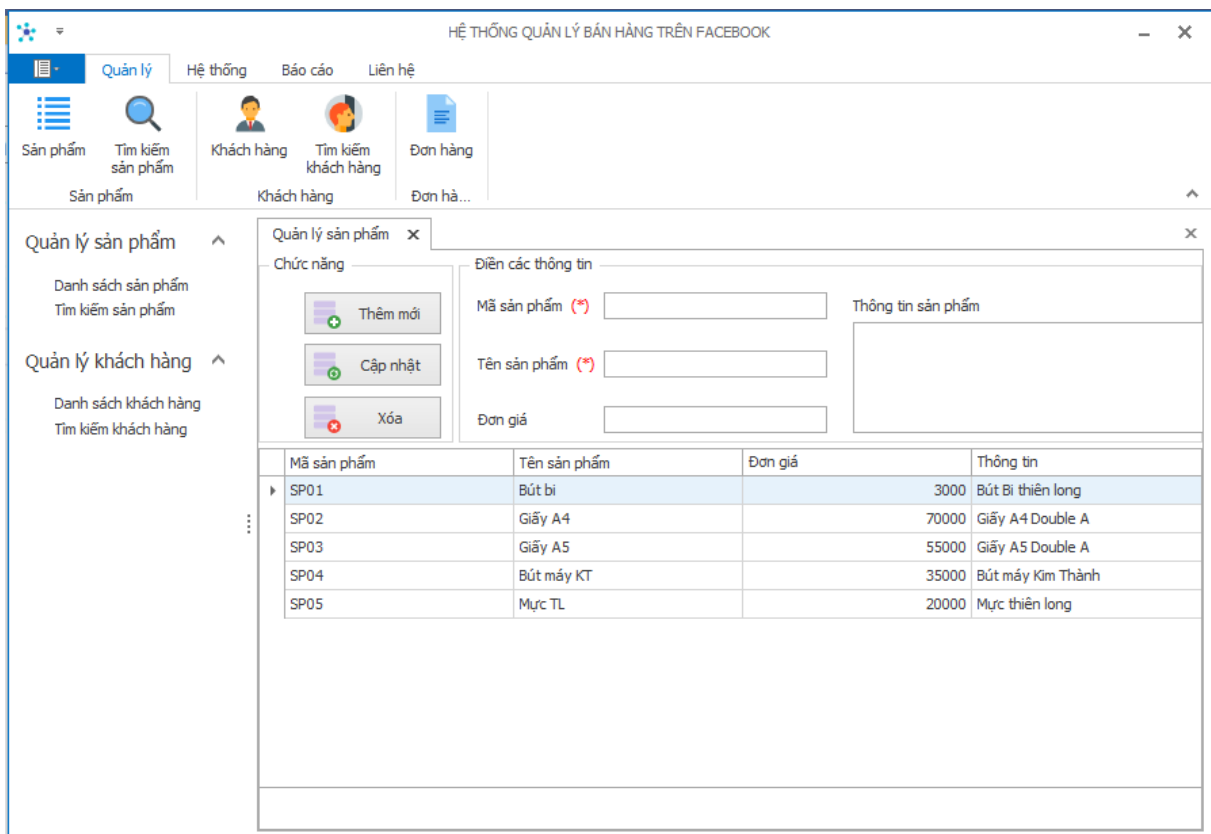 HỆ THỐNG QUẢN LÝ BÁN HÀNG TRÊN FACEBOOK
Quản lý Hệ thống Báo cáo Liên hệ
Sản phẩm Tìm kiếm sản phẩm Khách hàng Tìm kiếm khách hàng Đơn hàng
Sản phẩm Khách hàng Đơn hà...
Quản lý sản phẩm
Danh sách sản phẩm
Tìm kiếm sản phẩm
Quản lý khách hàng
Danh sách khách hàng
Tìm kiếm khách hàng
Quản lý sản phẩm
Chức năng
Thêm mới
Cập nhật
Xóa
Điền các thông tin
Mã sản phẩm (*)
Tên sản phẩm (*)
Đơn giá
Thông tin sản phẩm
Mã sản phẩm Tên sản phẩm Đơn giá Thông tin
SP01 Bút bi 3000 Bút Bi thiên long
SP02 Giấy A4 70000 Giấy A4 Double A
SP03 Giấy A5 55000 Giấy A5 Double A
SP04 Bút máy KT 35000 Bút máy Kim Thành
SP05 Mực TL 20000 Mực thiên long